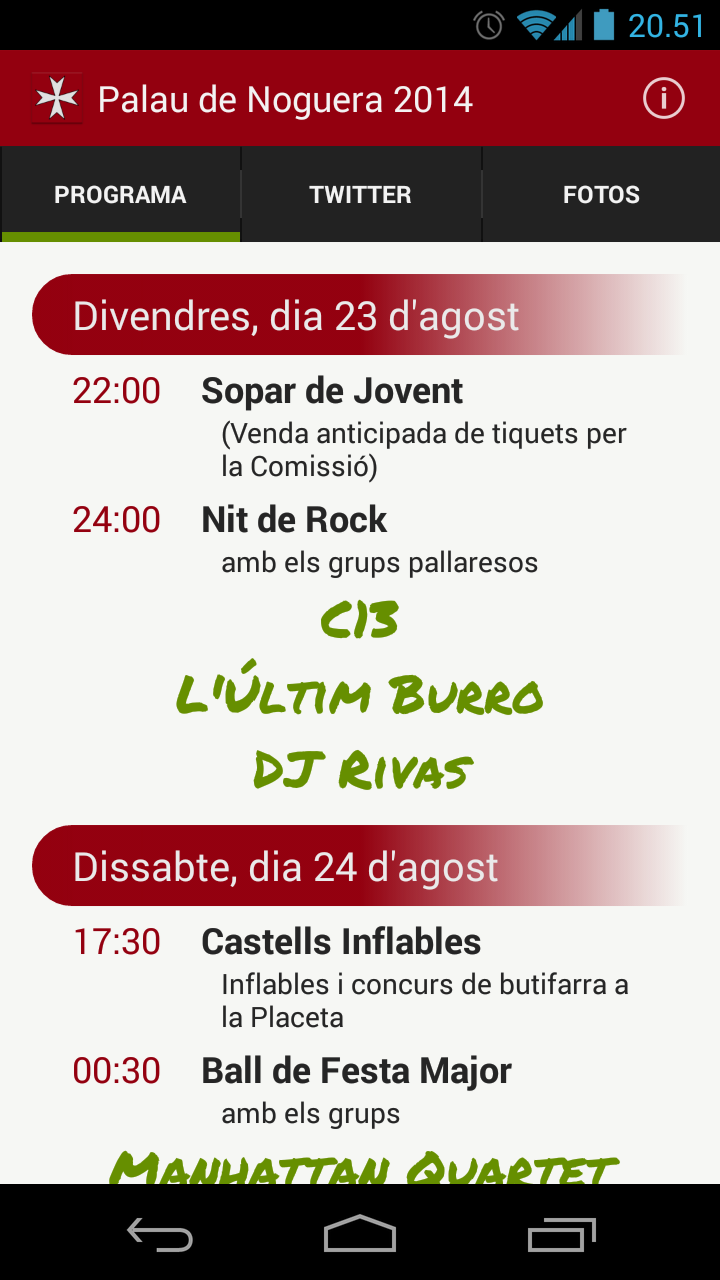 20.51
Palau de Noguera 2014
PROGRAMA
TWITTER
FOTOS
Divendres, dia 23 d'agost
22:00 Sopar de Jovent
(Venda anticipada de tiquets per
la Comissió)
24:00 Nit de Rock
amb els grups pallaresos
C13
L'Últim Burro
DJ Rivas
Dissabte, dia 24 d'agost
17:30 Castells Inflables
Inflables i concurs de butifarra a
la Placeta
00:30 Ball de Festa Major
amb els grups
Manhattan Quartet